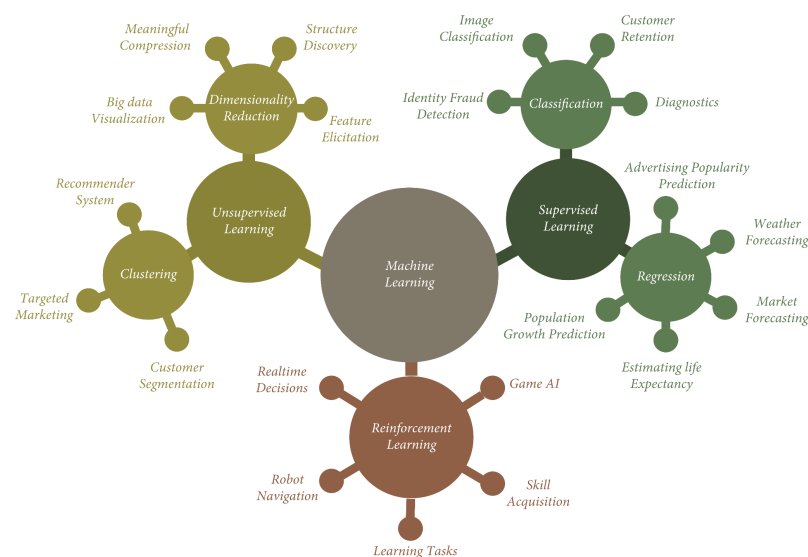 Meaningful
Compression
Structure
Discovery
Big data
Visualization
Dimensionality
Reduction
Feature
Elicitation
Image
Classification
Customer
Retention
Identity Fraud
Detection
Classification
Diagnostics
Recommender
System
Unsupervised
Learning
Supervised
Learning
Advertising Popularity
Prediction
Weather
Forecasting
Clustering
Machine
Learning
Regression
Targeted
Marketing
Market
Forecasting
Population
Growth Prediction
Customer
Segmentation
Estimating life
Expectancy
Realtime
Decisions
Game AI
Reinforcement
Learning
Robot
Navigation
Skill
Acquisition
Learning Tasks